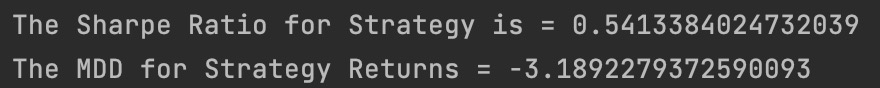 The Sharpe Ratio for Strategy is = 0.5413384024732039
The MDD for Strategy Returns = -3.1892279372590093